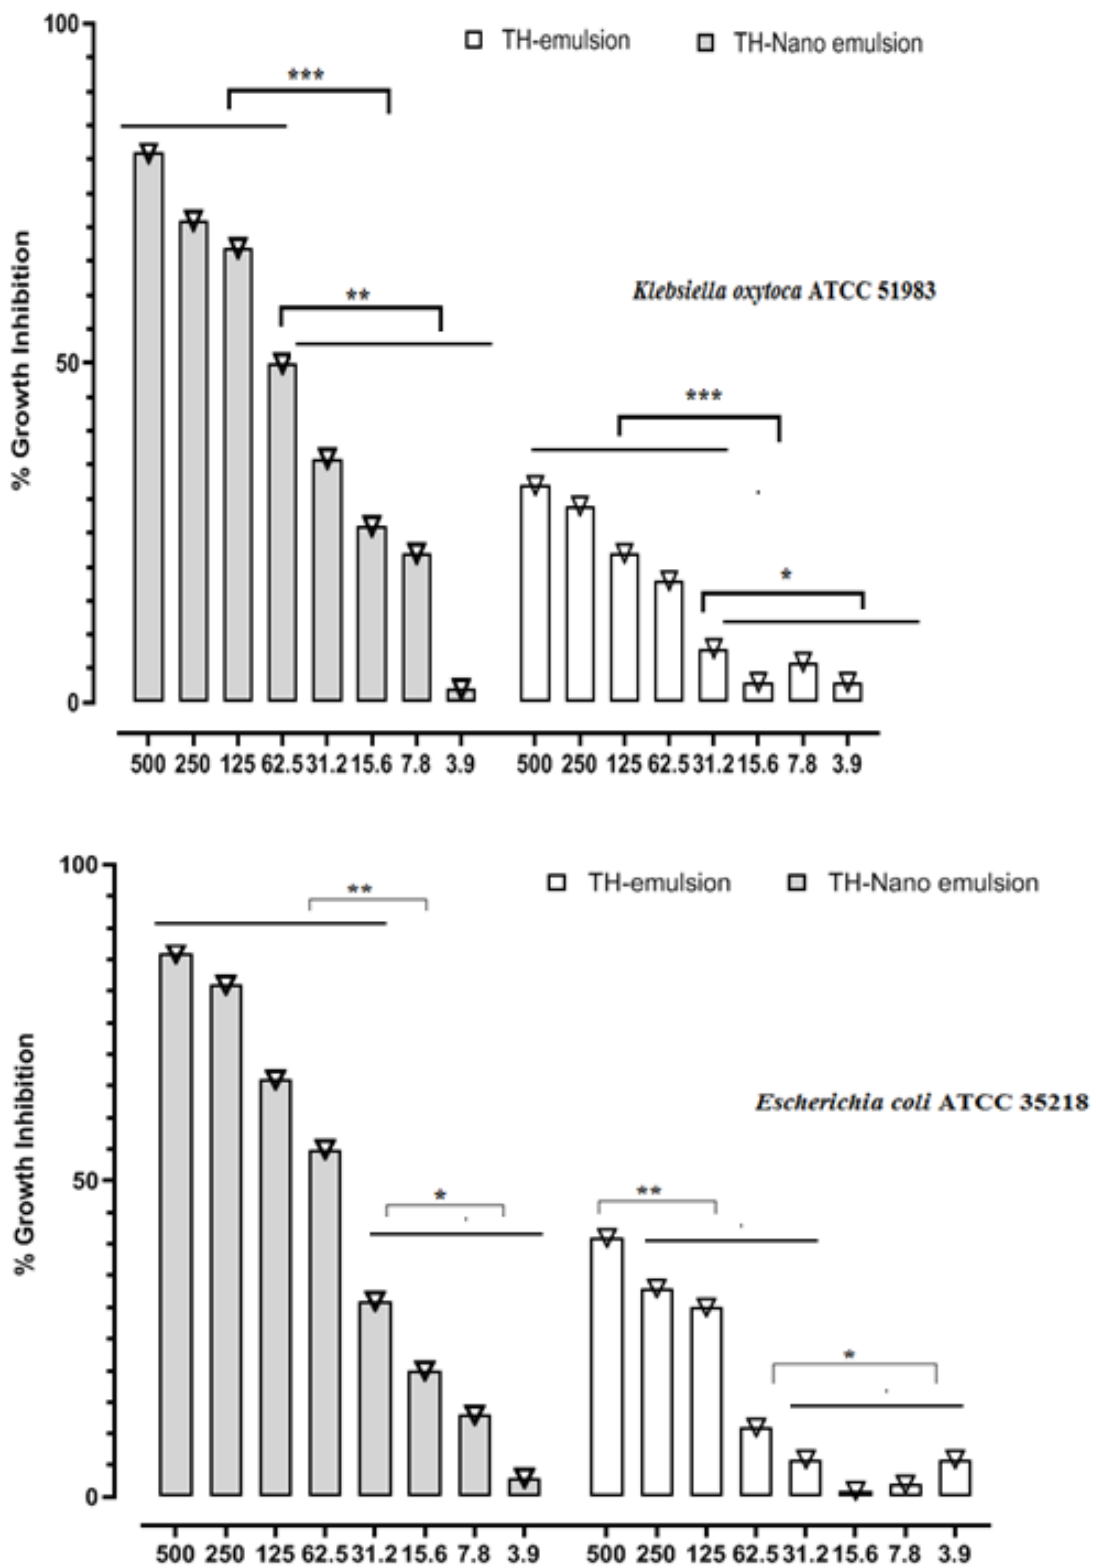 100
TH-emulsion TH-Nano emulsion
***
**
Klebsiella oxytoca ATCC 51983
50
% Growth Inhibition
***
*
0
500 250 125 62.5 31.2 15.6 7.8 3.9 500 250 125 62.5 31.2 15.6 7.8 3.9
100
TH-emulsion TH-Nano emulsion
**
Escherichia coli ATCC 35218
50
% Growth Inhibition
* **
*
0
500 250 125 62.5 31.2 15.6 7.8 3.9 500 250 125 62.5 31.2 15.6 7.8 3.9